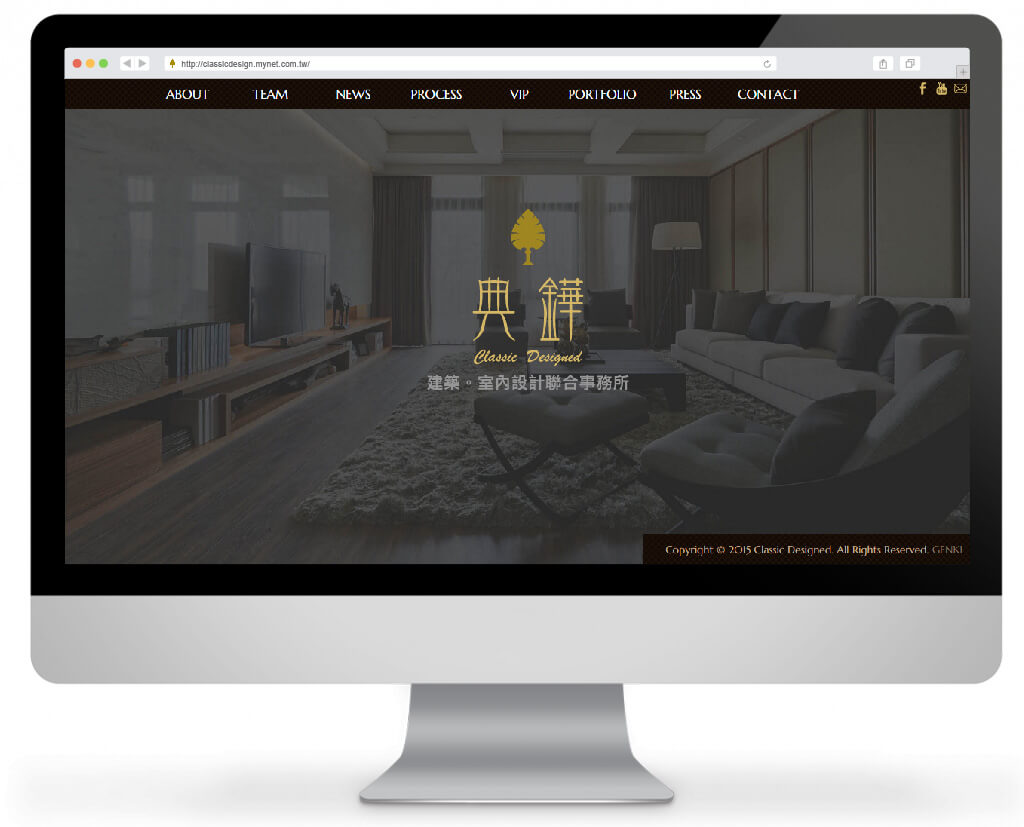 http://classicdesign.mynet.com.tw/
ABOUT TEAM NEWS PROCESS VIP PORTFOLIO PRESS CONTACT
典鏵
Classic Designed
建築。室內設計聯合事務所
Copyright © 2015 Classic Designed. All Rights Reserved. GENKI